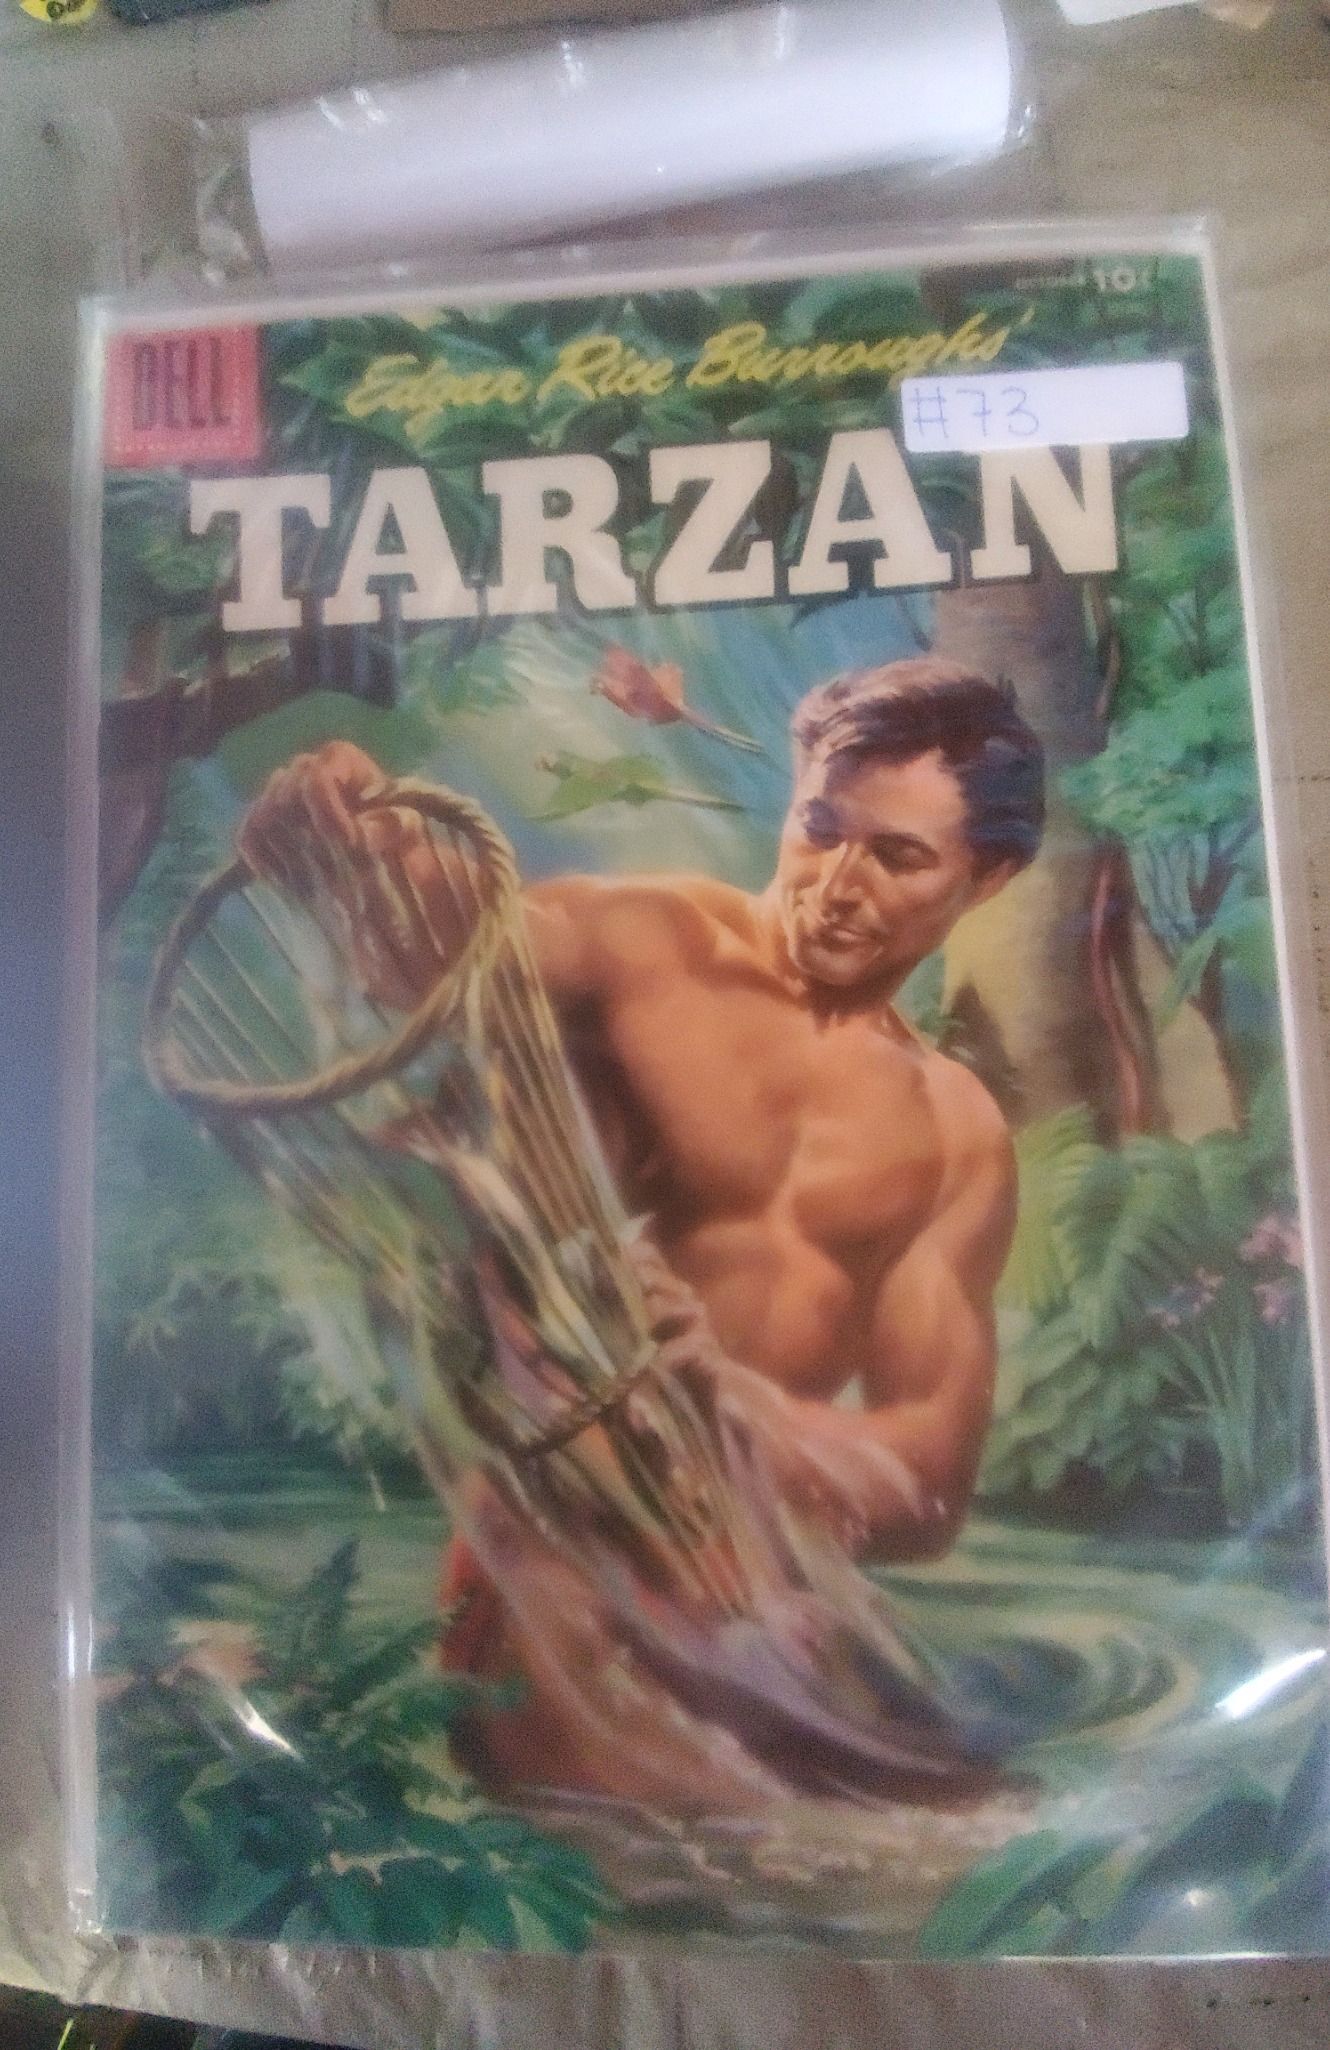 10¢
DELL
Edgar Rice Burroughs'
#73
TARZAN